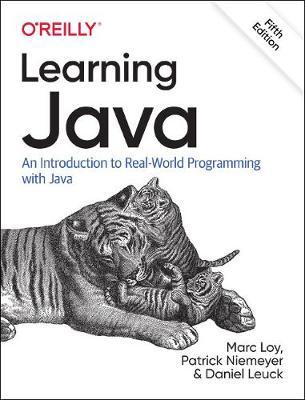 O'REILLY®
Fifth
Edition
Learning
Java
An Introduction to Real-World Programming
with Java
Marc Loy,
Patrick Niemeyer
& Daniel Leuck